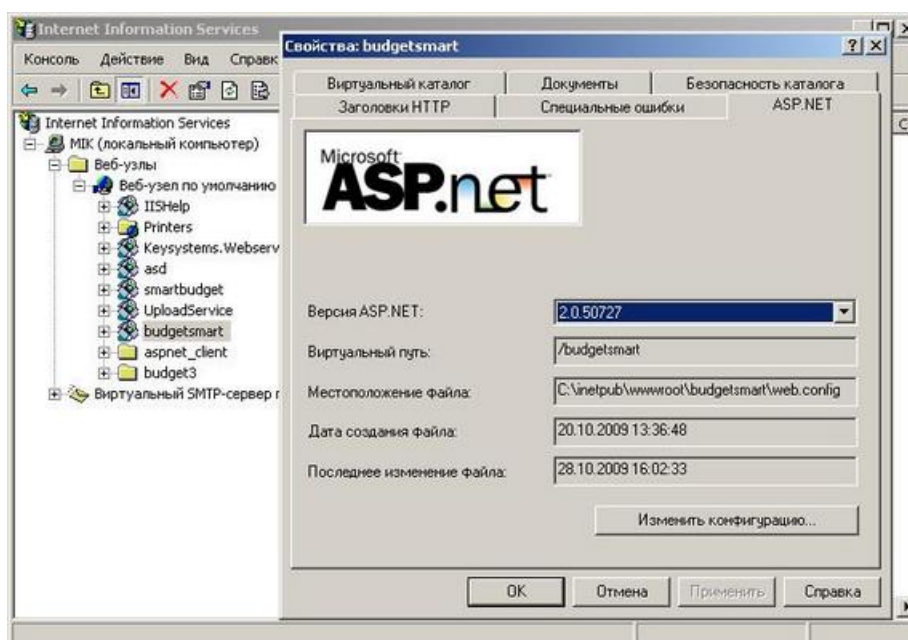 Internet Information Services
Консоль Действие Вид Справк
Internet Information Services
MIK (локальный компьютер)
Веб-узлы
Веб-узел по умолчанию
IISHelp
Printers
Keysystems.Webserv
asd
smartbudget
UploadService
budgetsmart
aspnet_client
budget3
Виртуальный SMTP-сервер п
Свойства: budgetsmart
Виртуальный каталог Документы Безопасность каталога
Заголовки HTTP Специальные ошибки ASP.NET
Microsoft
ASP.net
Версия ASP.NET: 2.0.50727
Виртуальный путь: /budgetsmart
Местоположение файла: C:\inetpub\wwwroot\budgetsmart\web.config
Дата создания файла: 20.10.2009 13:36:48
Последнее изменение файла: 28.10.2009 16:02:33
Изменить конфигурацию...
OK Отмена Применить Справка